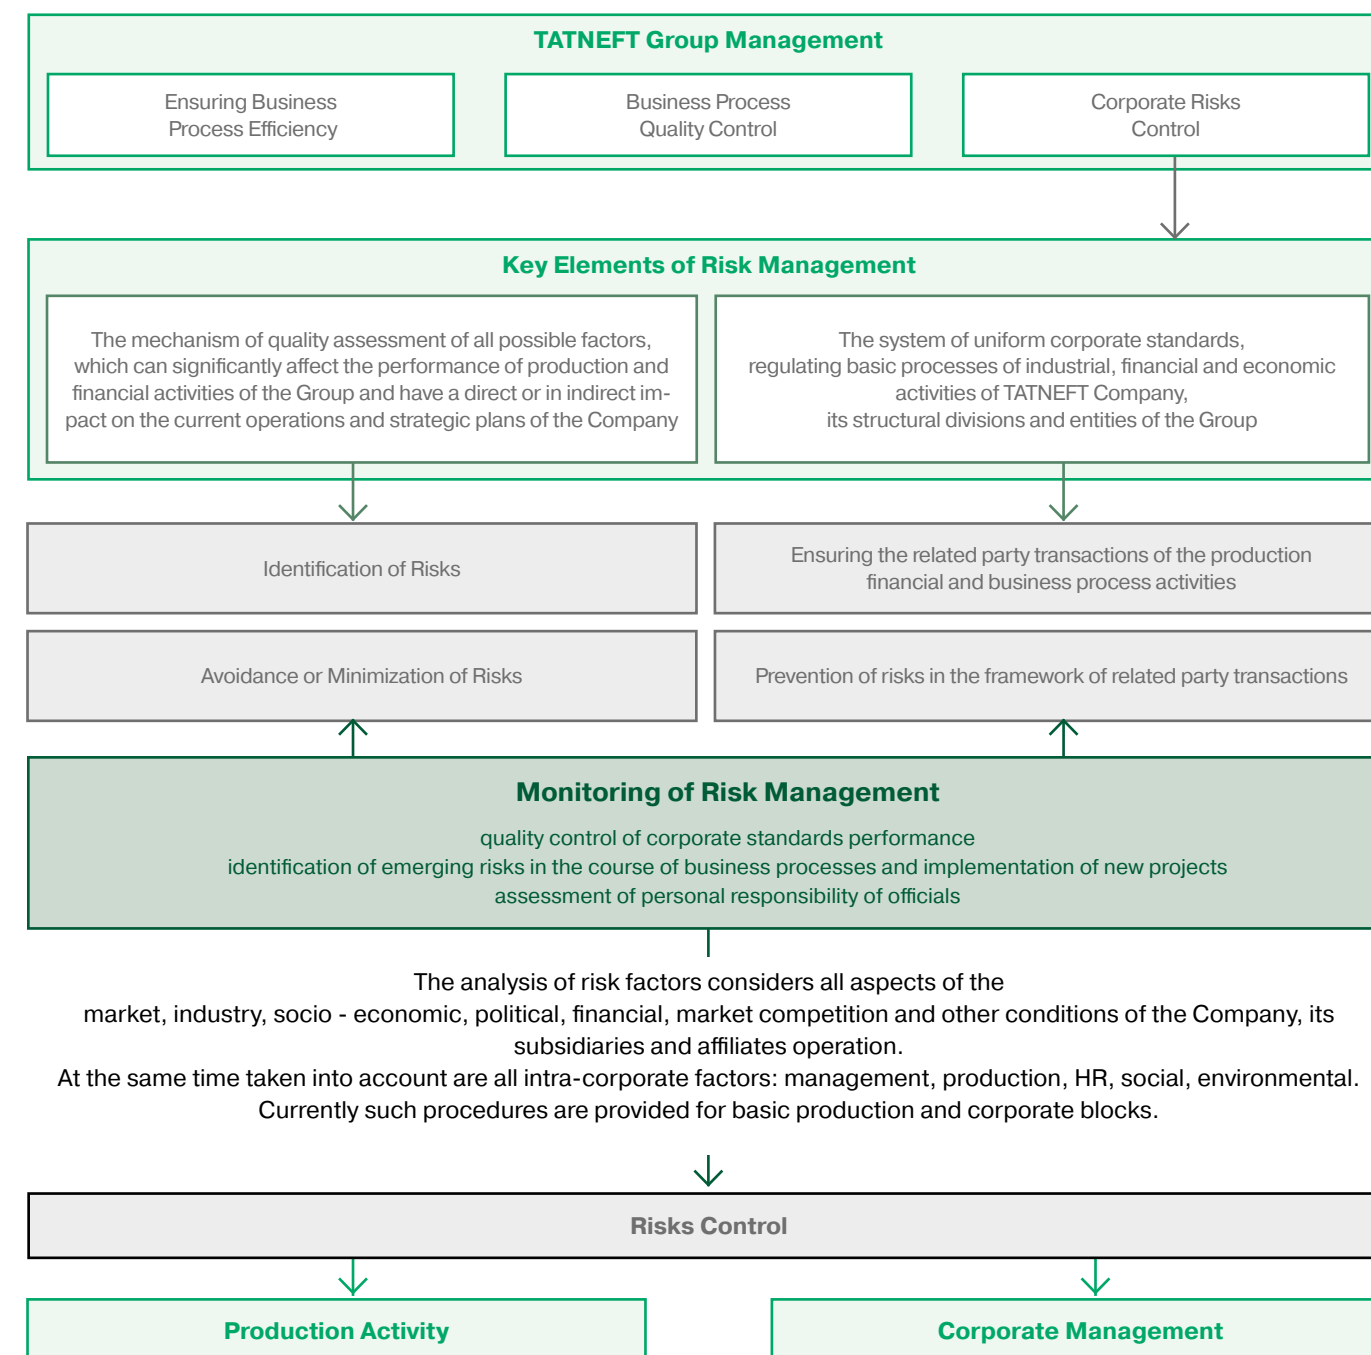 TATNEFT Group Management
Ensuring Business
Process Efficiency
Business Process
Quality Control
Corporate Risks
Control
Key Elements of Risk Management
The mechanism of quality assessment of all possible factors,
which can significantly affect the performance of production and
financial activities of the Group and have a direct or in indirect im-
pact on the current operations and strategic plans of the Company
The system of uniform corporate standards,
regulating basic processes of industrial, financial and economic
activities of TATNEFT Company,
its structural divisions and entities of the Group
Identification of Risks
Ensuring the related party transactions of the production
financial and business process activities
Avoidance or Minimization of Risks
Prevention of risks in the framework of related party transactions
Monitoring of Risk Management
quality control of corporate standards performance
identification of emerging risks in the course of business processes and implementation of new projects
assessment of personal responsibility of officials
The analysis of risk factors considers all aspects of the
market, industry, socio - economic, political, financial, market competition and other conditions of the Company, its
subsidiaries and affiliates operation.
At the same time taken into account are all intra-corporate factors: management, production, HR, social, environmental.
Currently such procedures are provided for basic production and corporate blocks.
Risks Control
Production Activity
Corporate Management